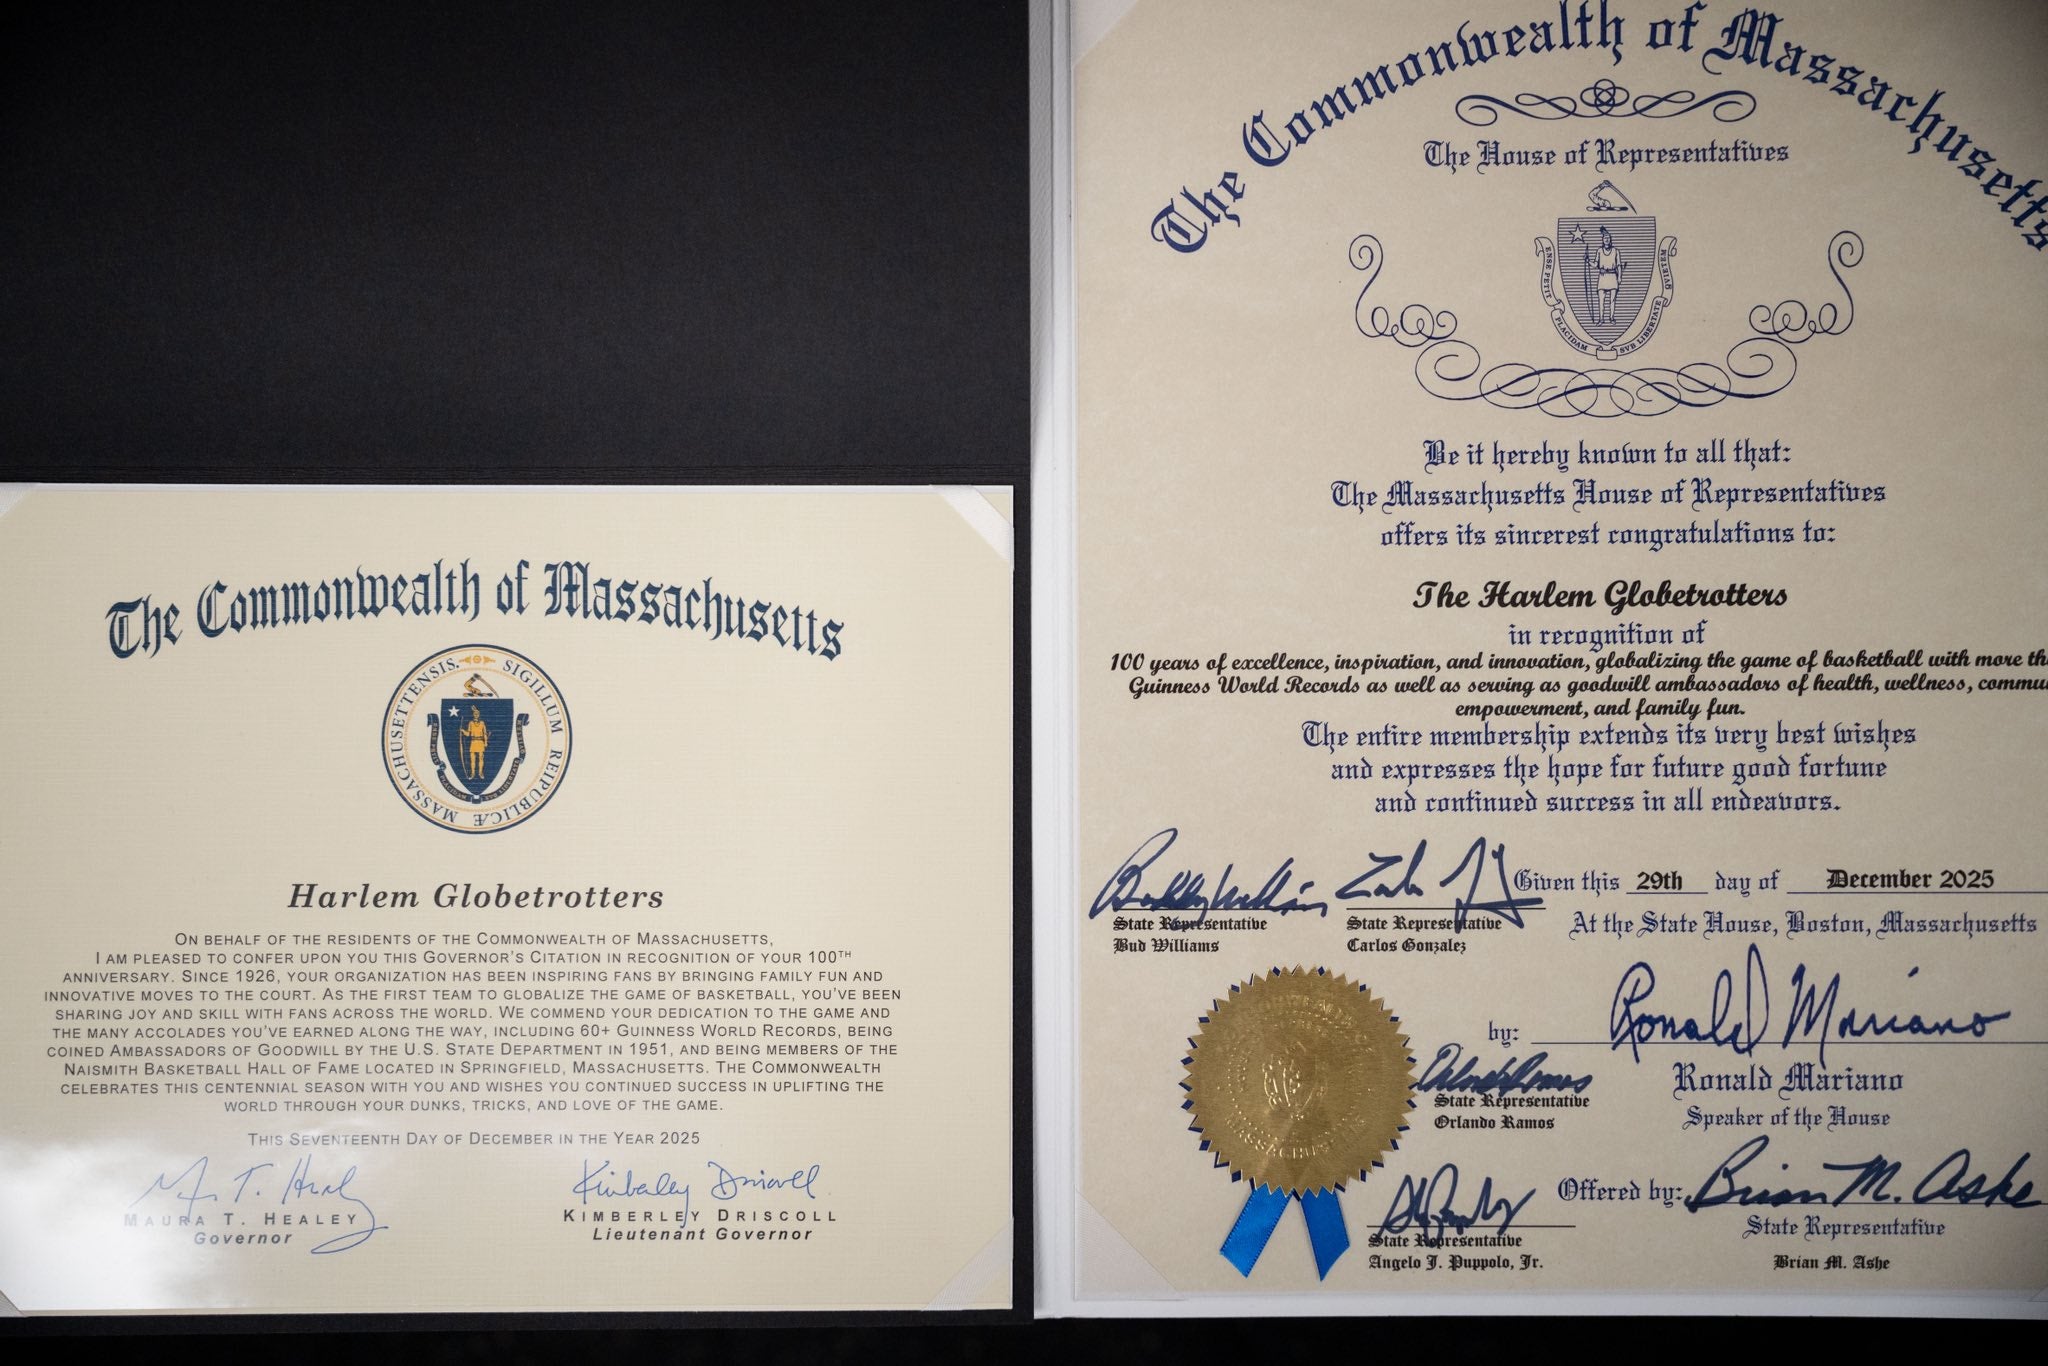 The Commonwealth of Massachusetts
SIGILLUM REIPUBLICÆ MASSACHUSETTENSIS.
Harlem Globetrotters
ON BEHALF OF THE RESIDENTS OF THE COMMONWEALTH OF MASSACHUSETTS,
I AM PLEASED TO CONFER UPON YOU THIS GOVERNOR'S CITATION IN RECOGNITION OF YOUR 100TH
ANNIVERSARY. SINCE 1926, YOUR ORGANIZATION HAS BEEN INSPIRING FANS BY BRINGING FAMILY FUN AND
INNOVATIVE MOVES TO THE COURT. AS THE FIRST TEAM TO GLOBALIZE THE GAME OF BASKETBALL, YOU'VE BEEN
SHARING JOY AND SKILL WITH FANS ACROSS THE WORLD. WE COMMEND YOUR DEDICATION TO THE GAME AND
THE MANY ACCOLADES YOU'VE EARNED ALONG THE WAY, INCLUDING 60+ GUINNESS WORLD RECORDS, BEING
COINED AMBASSADORS OF GOODWILL BY THE U.S. STATE DEPARTMENT IN 1951, AND BEING MEMBERS OF THE
NAISMITH BASKETBALL HALL OF FAME LOCATED IN SPRINGFIELD, MASSACHUSETTS. THE COMMONWEALTH
CELEBRATES THIS CENTENNIAL SEASON WITH YOU AND WISHES YOU CONTINUED SUCCESS IN UPLIFTING THE
WORLD THROUGH YOUR DUNKS, TRICKS, AND LOVE OF THE GAME.
THIS SEVENTEENTH DAY OF DECEMBER IN THE YEAR 2025
Kimberley Driscoll
MAURA T. HEALEY
Governor
KIMBERLEY DRISCOLL
Lieutenant Governor
The Commonwealth of Massachusetts
The House of Representatives
ENSE PETIT PLACIDAM SVB LIBERTATE QVIETEM
Be it hereby known to all that:
The Massachusetts House of Representatives
offers its sincerest congratulations to:
The Harlem Globetrotters
in recognition of
100 years of excellence, inspiration, and innovation, globalizing the game of basketball with more th
Guinness World Records as well as serving as goodwill ambassadors of health, wellness, commu
empowerment, and family fun.
The entire membership extends its very best wishes
and expresses the hope for future good fortune
and continued success in all endeavors.
Given this 29th day of December 2025
At the State House, Boston, Massachusetts
State Representative
Bud Williams
State Representative
Carlos Gonzalez
by: Ronald Mariano
Ronald Mariano
Speaker of the House
Orlando Ramos
State Representative
Orlando Ramos
Offered by: Brian M. Ashe
State Representative
Brian M. Ashe
State Representative
Angelo J. Puppolo, Jr.